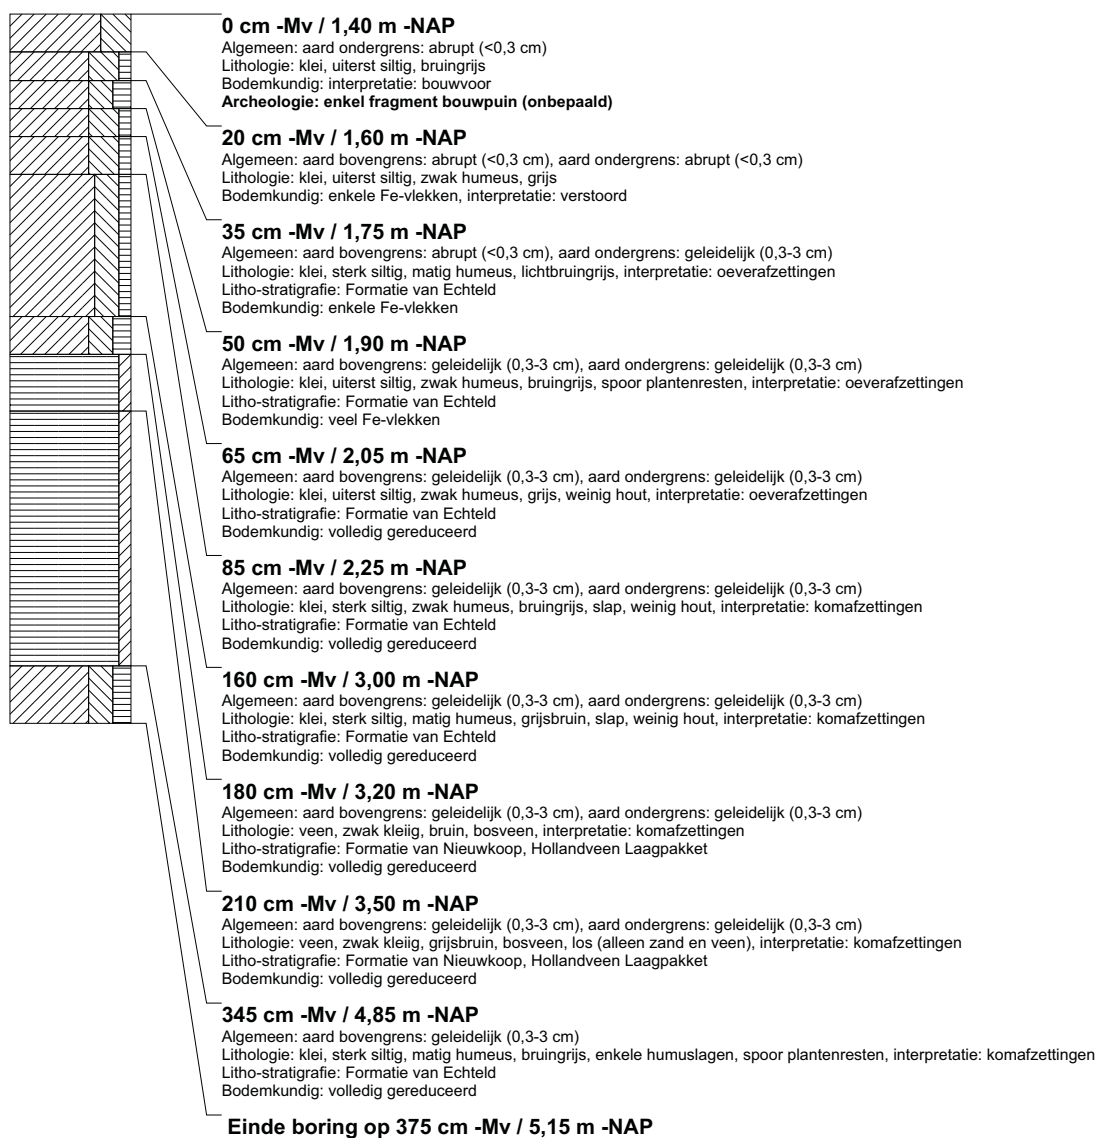 0 cm -Mv / 1,40 m -NAP
Algemeen: aard ondergrens: abrupt (<0,3 cm)
Lithologie: klei, uiterst siltig, bruingrijs
Bodemkundig: interpretatie: bouwvoor
Archeologie: enkel fragment bouwpuin (onbepaald)
20 cm -Mv / 1,60 m -NAP
Algemeen: aard bovengrens: abrupt (<0,3 cm), aard ondergrens: abrupt (<0,3 cm)
Lithologie: klei, uiterst siltig, zwak humeus, grijs
Bodemkundig: enkele Fe-vlekken, interpretatie: verstoord
35 cm -Mv / 1,75 m -NAP
Algemeen: aard bovengrens: abrupt (<0,3 cm), aard ondergrens: geleidelijk (0,3-3 cm)
Lithologie: klei, sterk siltig, matig humeus, lichtbruingrijs, interpretatie: oeverafzettingen
Litho-stratigrafie: Formatie van Echteld
Bodemkundig: enkele Fe-vlekken
50 cm -Mv / 1,90 m -NAP
Algemeen: aard bovengrens: geleidelijk (0,3-3 cm), aard ondergrens: geleidelijk (0,3-3 cm)
Lithologie: klei, uiterst siltig, zwak humeus, bruingrijs, spoor plantenresten, interpretatie: oeverafzettingen
Litho-stratigrafie: Formatie van Echteld
Bodemkundig: veel Fe-vlekken
65 cm -Mv / 2,05 m -NAP
Algemeen: aard bovengrens: geleidelijk (0,3-3 cm), aard ondergrens: geleidelijk (0,3-3 cm)
Lithologie: klei, uiterst siltig, zwak humeus, grijs, weinig hout, interpretatie: oeverafzettingen
Litho-stratigrafie: Formatie van Echteld
Bodemkundig: volledig gereduceerd
85 cm -Mv / 2,25 m -NAP
Algemeen: aard bovengrens: geleidelijk (0,3-3 cm), aard ondergrens: geleidelijk (0,3-3 cm)
Lithologie: klei, sterk siltig, zwak humeus, bruingrijs, slap, weinig hout, interpretatie: komafzettingen
Litho-stratigrafie: Formatie van Echteld
Bodemkundig: volledig gereduceerd
160 cm -Mv / 3,00 m -NAP
Algemeen: aard bovengrens: geleidelijk (0,3-3 cm), aard ondergrens: geleidelijk (0,3-3 cm)
Lithologie: klei, sterk siltig, matig humeus, grijsbruin, slap, weinig hout, interpretatie: komafzettingen
Litho-stratigrafie: Formatie van Echteld
Bodemkundig: volledig gereduceerd
180 cm -Mv / 3,20 m -NAP
Algemeen: aard bovengrens: geleidelijk (0,3-3 cm), aard ondergrens: geleidelijk (0,3-3 cm)
Lithologie: veen, zwak kleiig, bruin, bosveen, interpretatie: komafzettingen
Litho-stratigrafie: Formatie van Nieuwkoop, Hollandveen Laagpakket
Bodemkundig: volledig gereduceerd
210 cm -Mv / 3,50 m -NAP
Algemeen: aard bovengrens: geleidelijk (0,3-3 cm), aard ondergrens: geleidelijk (0,3-3 cm)
Lithologie: veen, zwak kleiig, grijsbruin, bosveen, los (alleen zand en veen), interpretatie: komafzettingen
Litho-stratigrafie: Formatie van Nieuwkoop, Hollandveen Laagpakket
Bodemkundig: volledig gereduceerd
345 cm -Mv / 4,85 m -NAP
Algemeen: aard bovengrens: geleidelijk (0,3-3 cm)
Lithologie: klei, sterk siltig, matig humeus, bruingrijs, enkele humuslagen, spoor plantenresten, interpretatie: komafzettingen
Litho-stratigrafie: Formatie van Echteld
Bodemkundig: volledig gereduceerd
Einde boring op 375 cm -Mv / 5,15 m -NAP